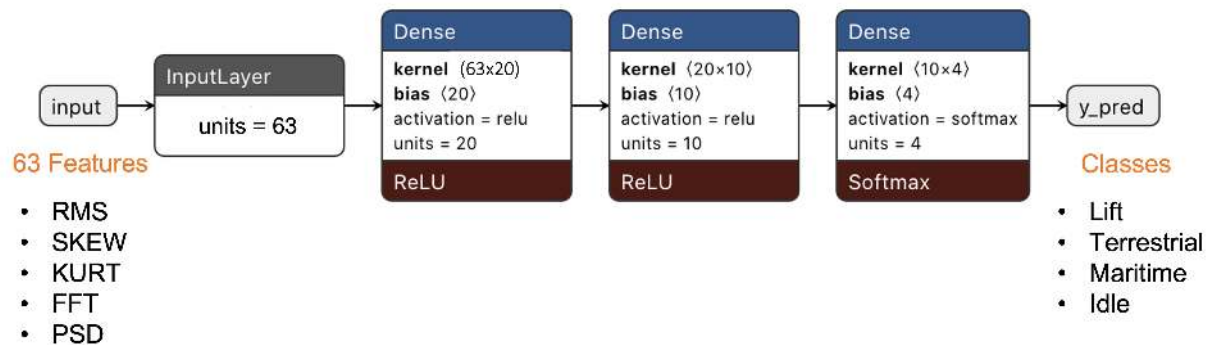 input
InputLayer
units = 63
Dense
kernel (63x20)
bias ⟨20⟩
activation = relu
units = 20
ReLU
Dense
kernel ⟨20×10⟩
bias ⟨10⟩
activation = relu
units = 10
ReLU
Dense
kernel ⟨10×4⟩
bias ⟨4⟩
activation = softmax
units = 4
Softmax
y_pred
63 Features
• RMS
• SKEW
• KURT
• FFT
• PSD
Classes
• Lift
• Terrestrial
• Maritime
• Idle